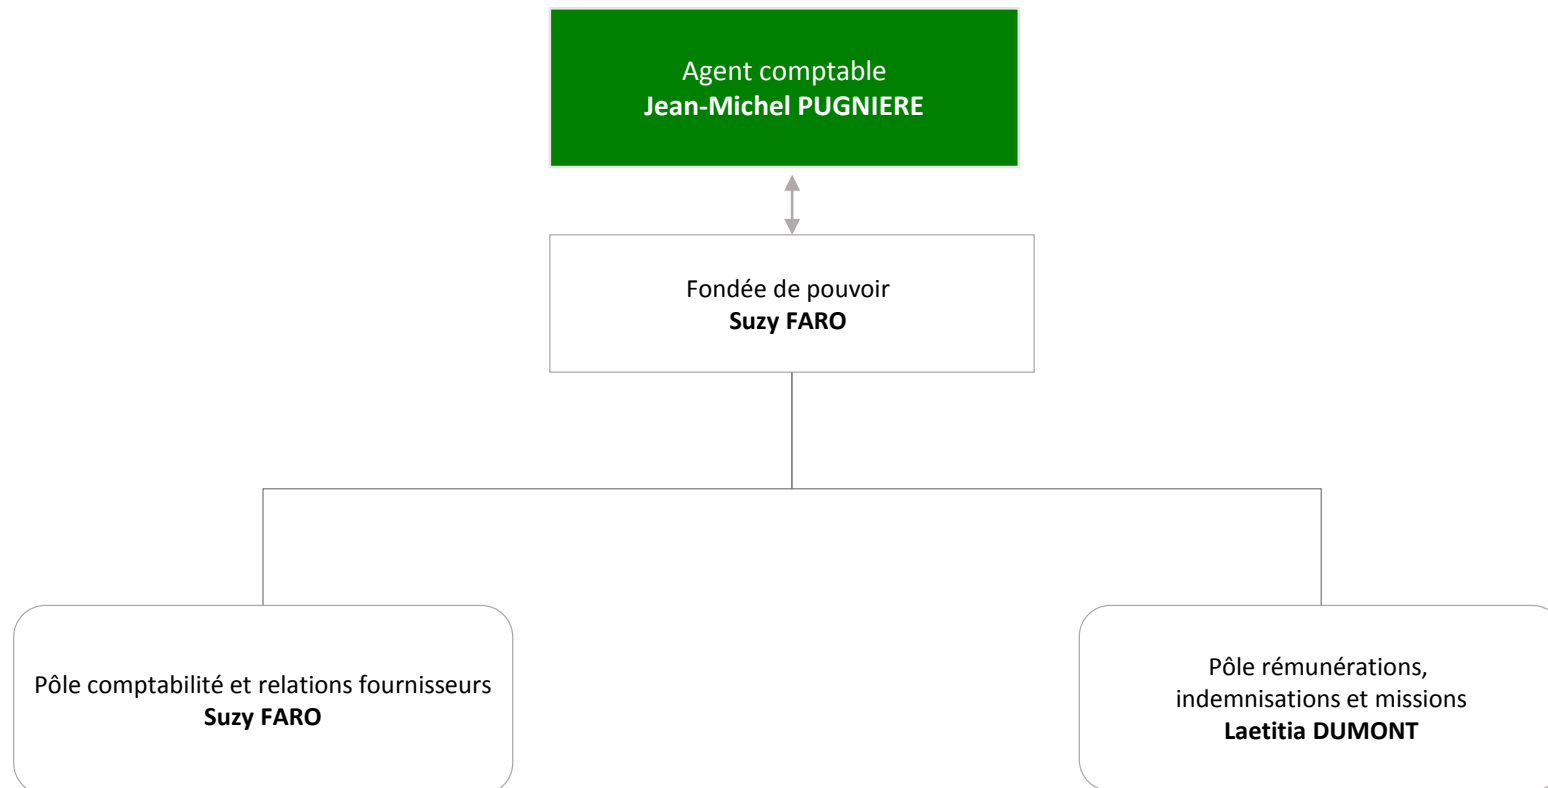 Agent comptable
Jean-Michel PUGNIERE
Fondée de pouvoir
Suzy FARO
Pôle comptabilité et relations fournisseurs
Suzy FARO
Pôle rémunérations,
indemnisations et missions
Laetitia DUMONT